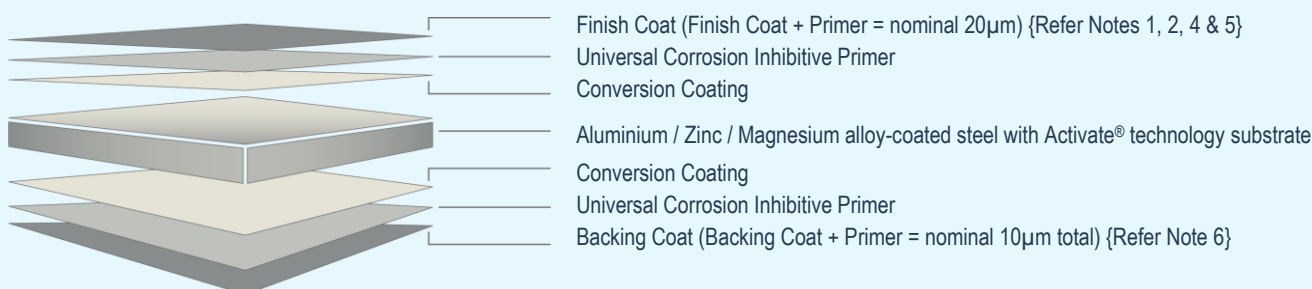 Finish Coat (Finish Coat + Primer = nominal 20µm) {Refer Notes 1, 2, 4 & 5}
Universal Corrosion Inhibitive Primer
Conversion Coating
Aluminium / Zinc / Magnesium alloy-coated steel with Activate® technology substrate
Conversion Coating
Universal Corrosion Inhibitive Primer
Backing Coat (Backing Coat + Primer = nominal 10µm total) {Refer Note 6}